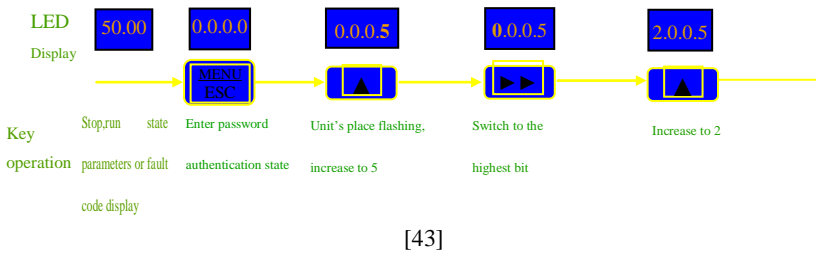 LED
Display
50.00
0.0.0.0
0.0.0.5
0.0.0.5
2.0.0.5
MENU
ESC
▲
►►
▲
Key
operation
Stop,run state
parameters or fault
code display
Enter password
authentication state
Unit's place flashing,
increase to 5
Switch to the
highest bit
Increase to 2
[43]